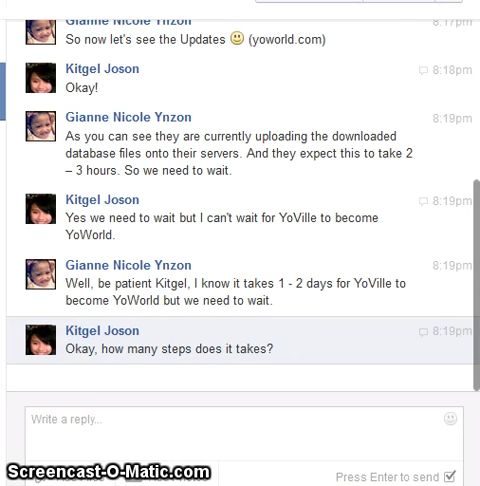 Gianne Nicole Ynzon 8:17pm
So now let's see the Updates (yoworld.com)
Kitgel Joson 8:18pm
Okay!
Gianne Nicole Ynzon 8:19pm
As you can see they are currently uploading the downloaded
database files onto their servers. And they expect this to take 2
– 3 hours. So we need to wait.
Kitgel Joson 8:19pm
Yes we need to wait but I can't wait for YoVille to become
YoWorld.
Gianne Nicole Ynzon 8:19pm
Well, be patient Kitgel, I know it takes 1 - 2 days for YoVille to
become YoWorld but we need to wait.
Kitgel Joson 8:19pm
Okay, how many steps does it takes?
Write a reply...
Screencast-O-Matic.com
Press Enter to send